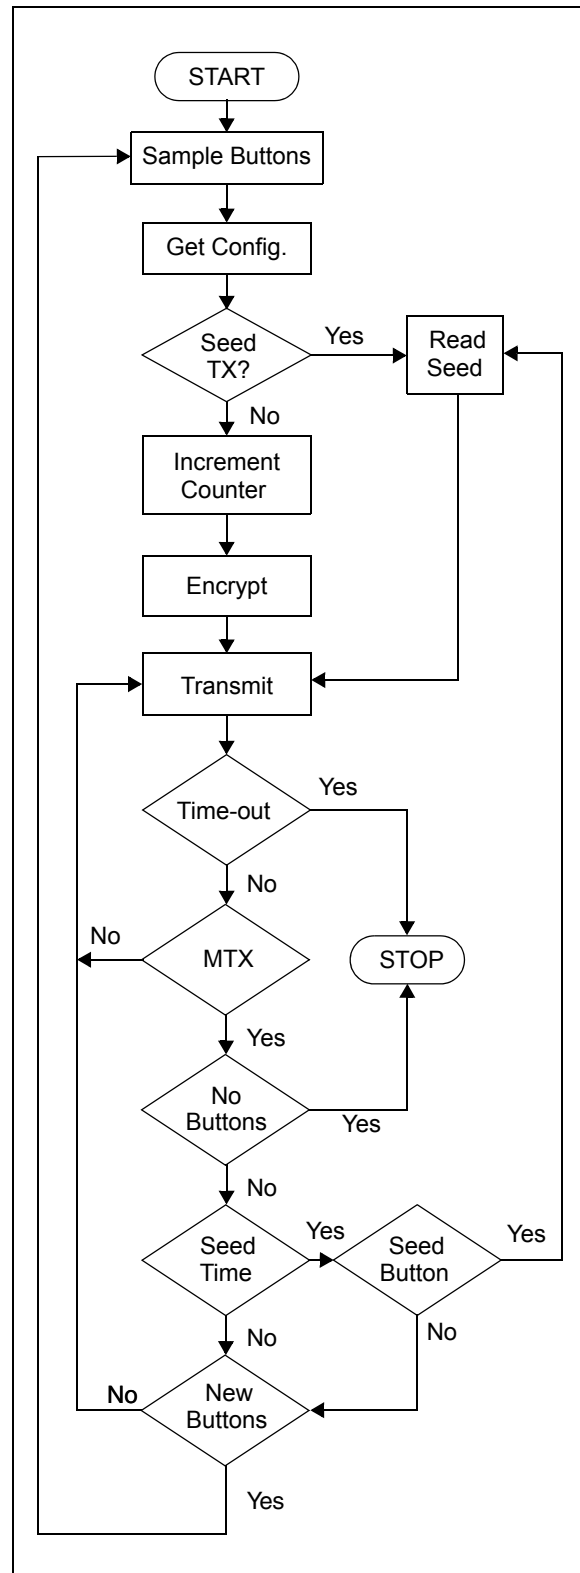 START
Sample Buttons
Get Config.
Seed
TX?
Yes
Read
Seed
No
Increment
Counter
Encrypt
Transmit
Time-out
Yes
No
No
MTX
STOP
Yes
No
Buttons
Yes
No
Seed
Time
Yes
Seed
Button
Yes
No
No
No
New
Buttons
Yes